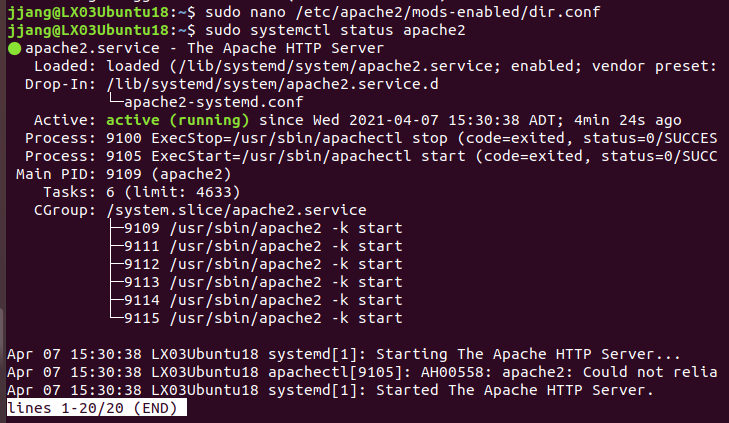 jjang@LX03Ubuntu18:~$ sudo nano /etc/apache2/mods-enabled/dir.conf
jjang@LX03Ubuntu18:~$ sudo systemctl status apache2
● apache2.service - The Apache HTTP Server
   Loaded: loaded (/lib/systemd/system/apache2.service; enabled; vendor preset:
  Drop-In: /lib/systemd/system/apache2.service.d
           └─apache2-systemd.conf
   Active: active (running) since Wed 2021-04-07 15:30:38 ADT; 4min 24s ago
  Process: 9100 ExecStop=/usr/sbin/apachectl stop (code=exited, status=0/SUCCES
  Process: 9105 ExecStart=/usr/sbin/apachectl start (code=exited, status=0/SUCC
 Main PID: 9109 (apache2)
    Tasks: 6 (limit: 4633)
   CGroup: /system.slice/apache2.service
           ├─9109 /usr/sbin/apache2 -k start
           ├─9111 /usr/sbin/apache2 -k start
           ├─9112 /usr/sbin/apache2 -k start
           ├─9113 /usr/sbin/apache2 -k start
           ├─9114 /usr/sbin/apache2 -k start
           └─9115 /usr/sbin/apache2 -k start
Apr 07 15:30:38 LX03Ubuntu18 systemd[1]: Starting The Apache HTTP Server...
Apr 07 15:30:38 LX03Ubuntu18 apachectl[9105]: AH00558: apache2: Could not relia
Apr 07 15:30:38 LX03Ubuntu18 systemd[1]: Started The Apache HTTP Server.
lines 1-20/20 (END)